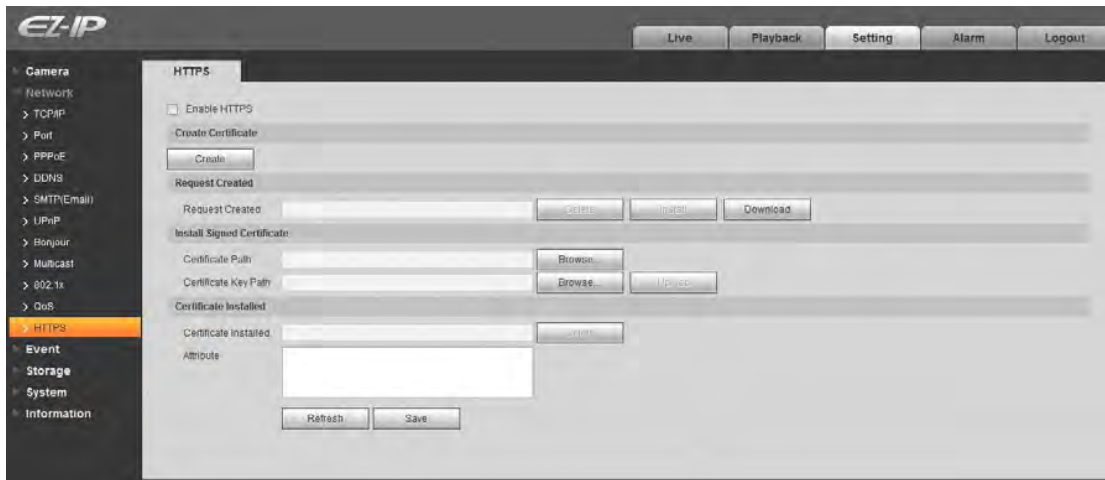 EZ-IP
Live Playback Setting Alarm Logout
Camera
Network
> TCP/IP
> Port
> PPPoE
> DDNS
> SMTP(Email)
> UPnP
> Bonjour
> Multicast
> 802.1x
> QoS
> HTTPS
Event
Storage
System
Information
HTTPS
Enable HTTPS
Create Certificate
Create
Request Created
Request Created Delete Install Download
Install Signed Certificate
Certificate Path Browse...
Certificate Key Path Browse... Upload
Certificate Installed
Certificate Installed Delete
Attribute
Refresh Save